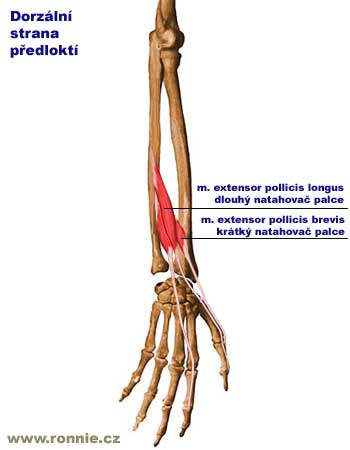 Dorzální
strana
předloktí
m. extensor pollicis longus
dlouhý natahovač palce
m. extensor pollicis brevis
krátký natahovač palce
www.ronnie.cz